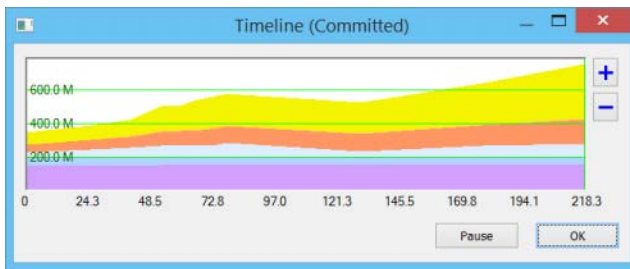 Timeline (Committed)
600.0 M
400.0 M
200.0 M
0 24.3 48.5 72.8 97.0 121.3 145.5 169.8 194.1 218.3
Pause OK